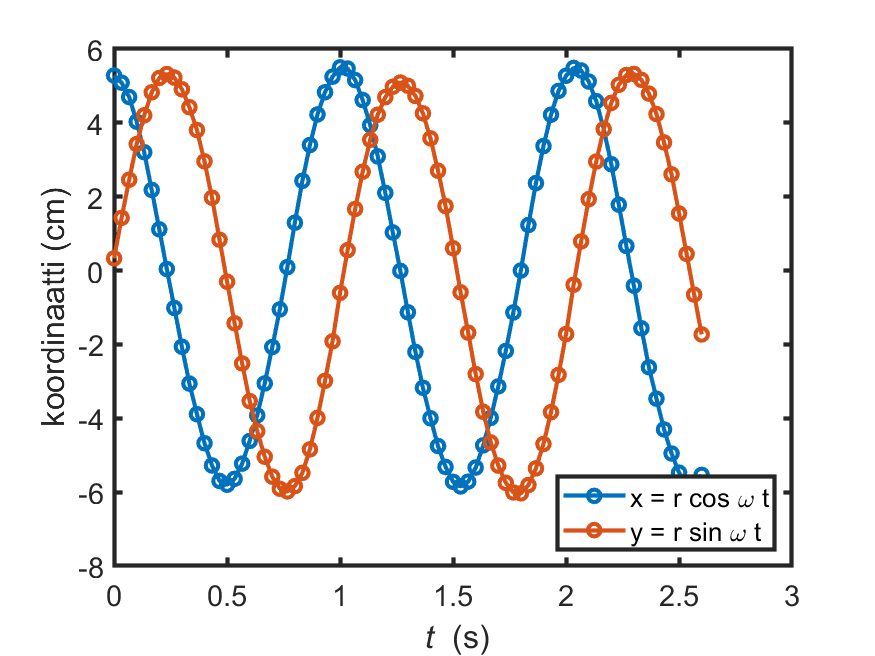 6
4
2
0
-2
-4
-6
-8
koordinaatti (cm)
0 0.5 1 1.5 2 2.5 3
t (s)
x = r cos ω t
y = r sin ω t